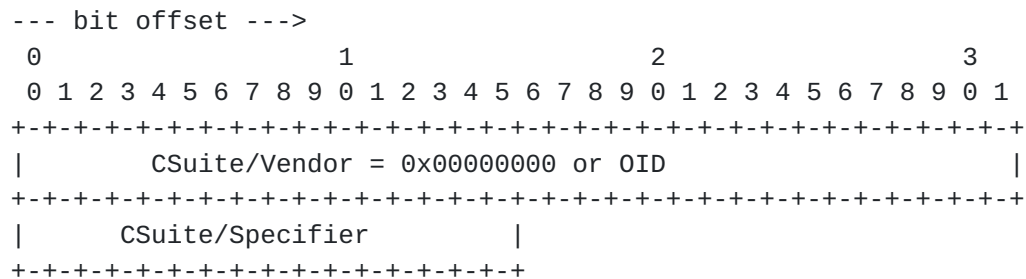 --- bit offset --->
 0                   1                   2                   3
 0 1 2 3 4 5 6 7 8 9 0 1 2 3 4 5 6 7 8 9 0 1 2 3 4 5 6 7 8 9 0 1
+-+-+-+-+-+-+-+-+-+-+-+-+-+-+-+-+-+-+-+-+-+-+-+-+-+-+-+-+-+-+-+-+
|        CSuite/Vendor = 0x00000000 or OID                      |
+-+-+-+-+-+-+-+-+-+-+-+-+-+-+-+-+-+-+-+-+-+-+-+-+-+-+-+-+-+-+-+-+
|      CSuite/Specifier         |
+-+-+-+-+-+-+-+-+-+-+-+-+-+-+-+-+